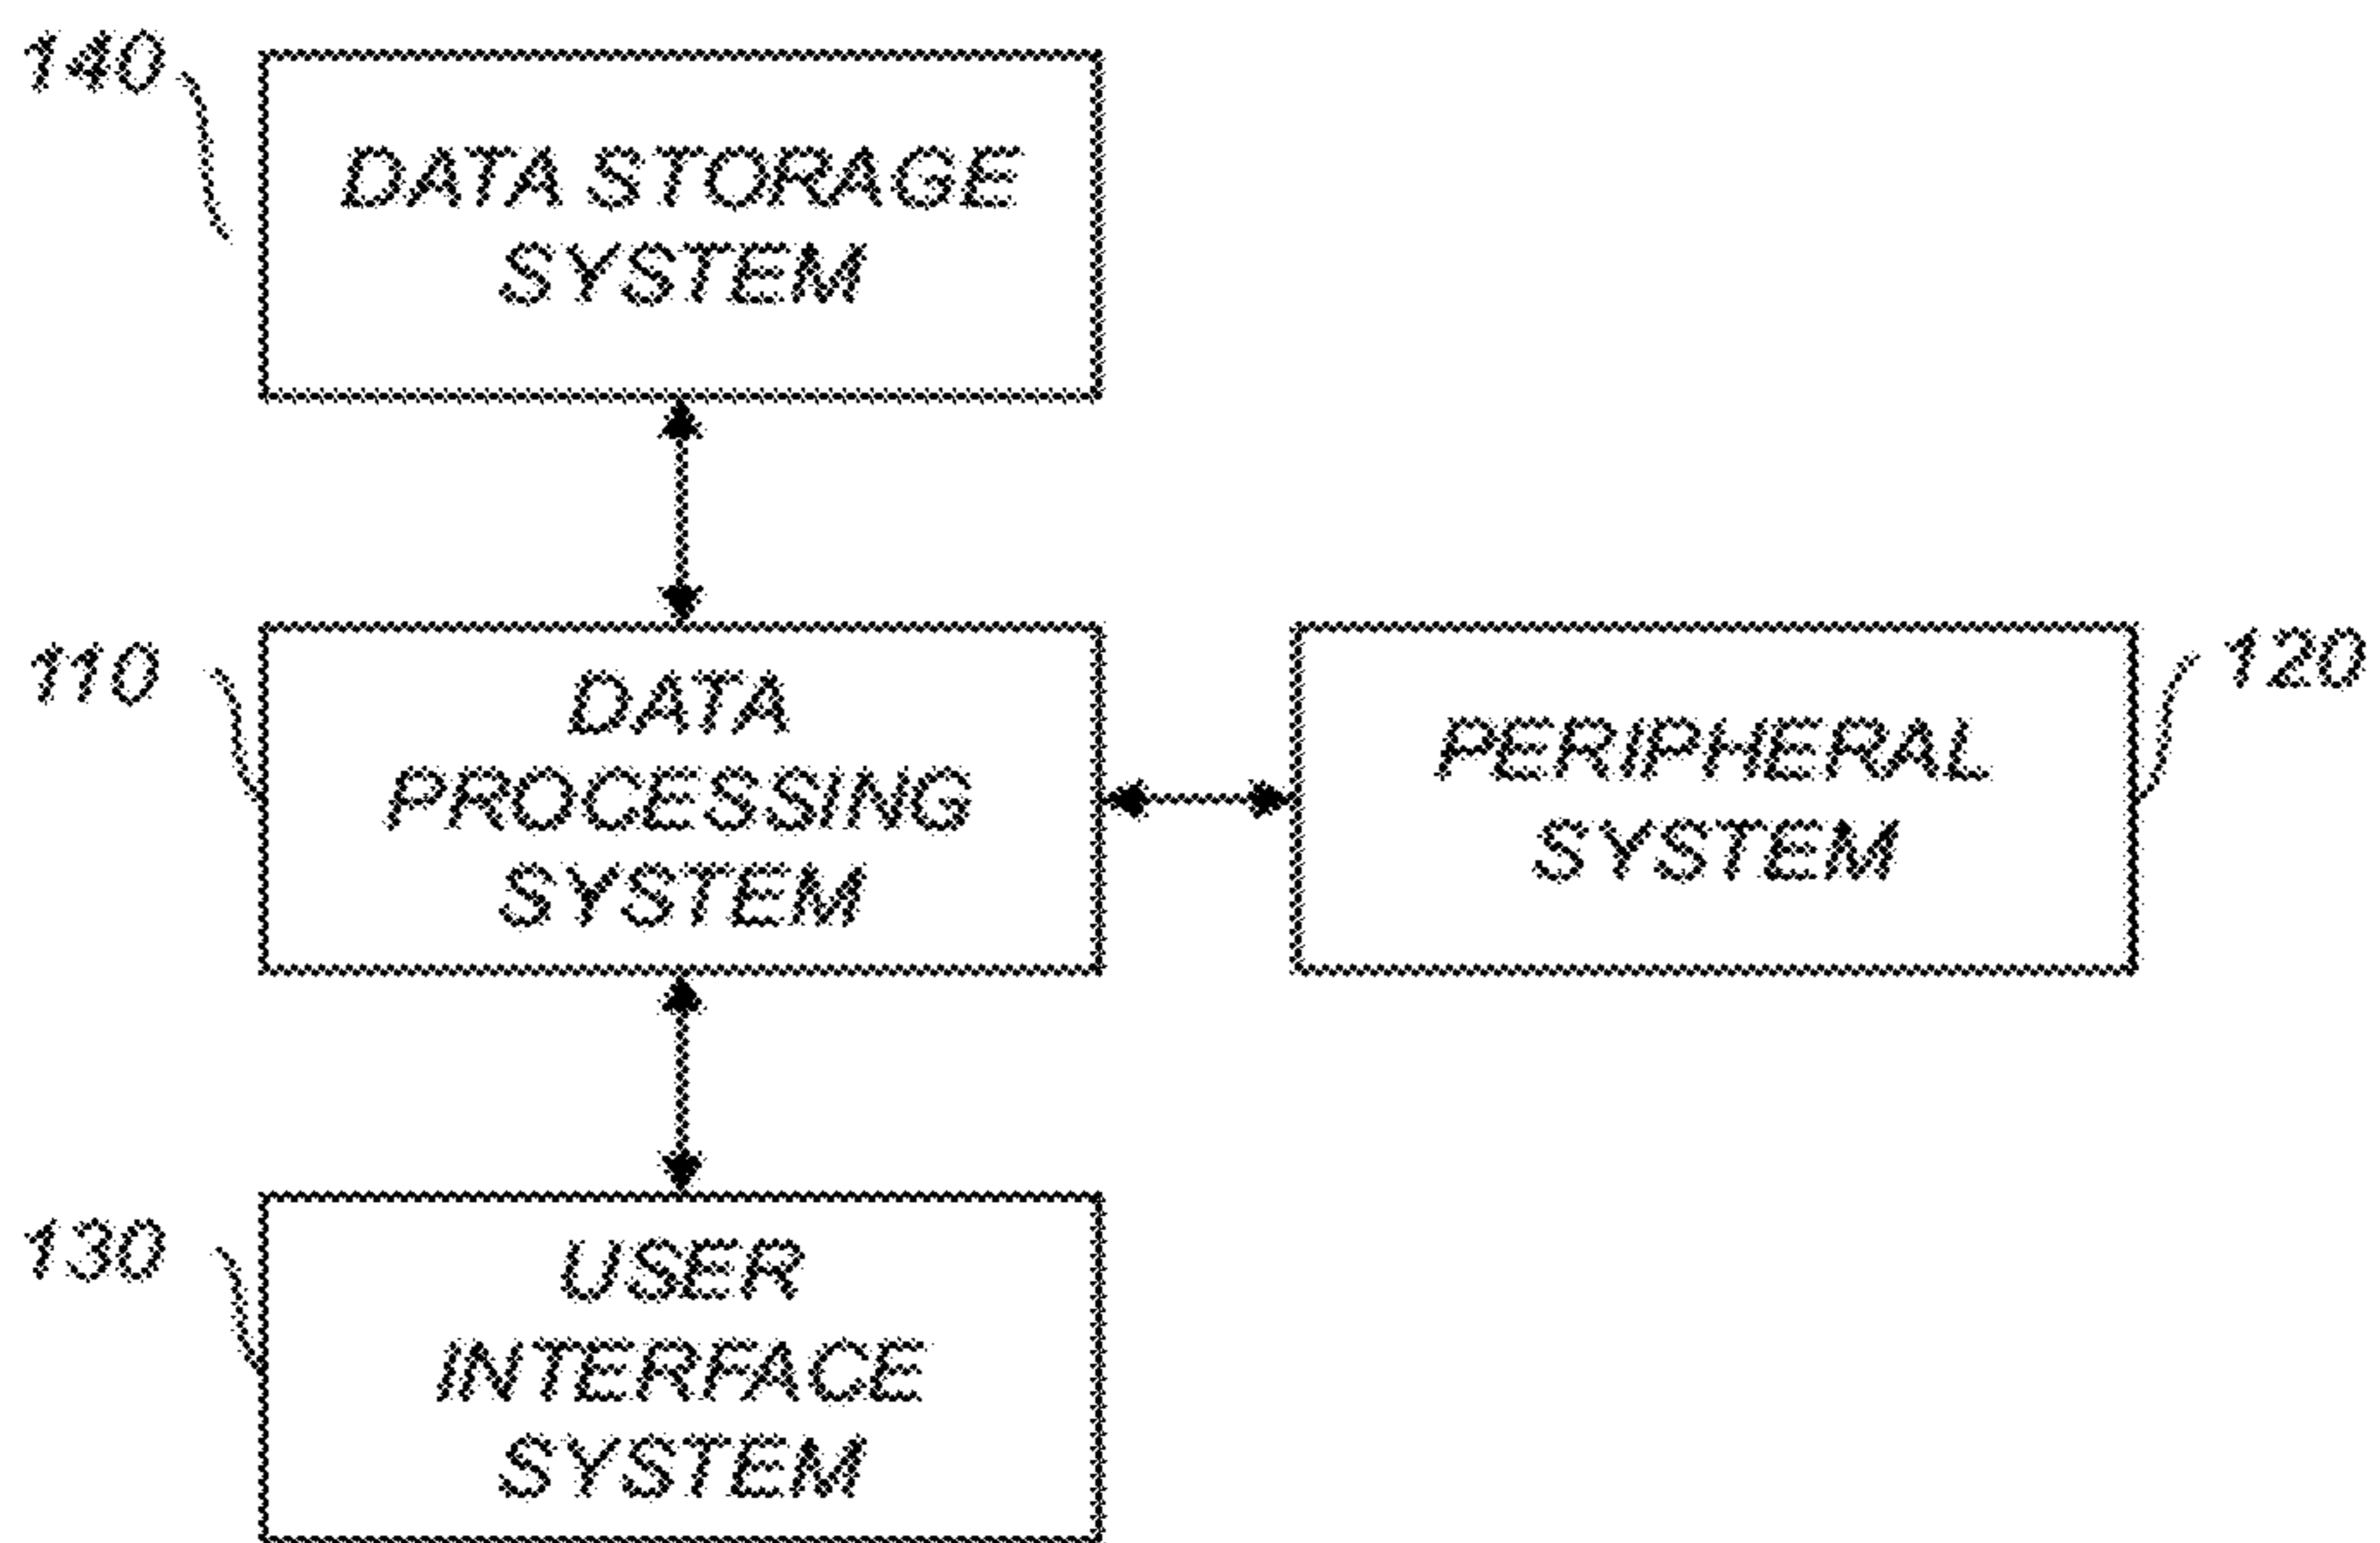 140
DATA STORAGE
SYSTEM
110
DATA
PROCESSING
SYSTEM
PERIPHERAL
SYSTEM
120
130
USER
INTERFACE
SYSTEM